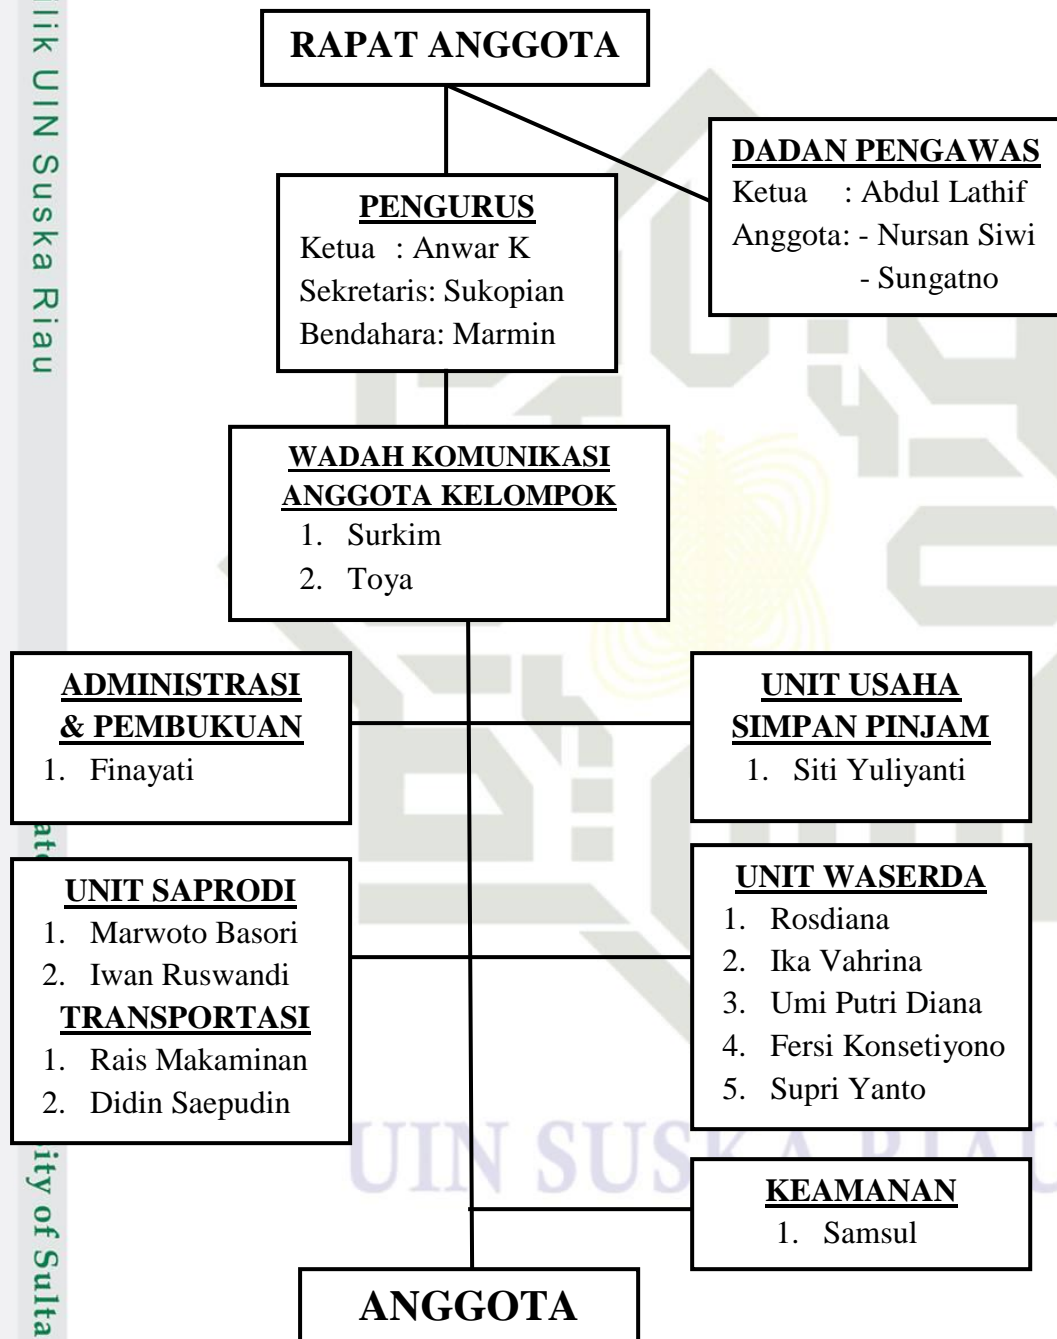 RAPAT ANGGOTA
DADAN PENGAWAS
Ketua : Abdul Lathif
Anggota: - Nursan Siwi
- Sungatno
PENGURUS
Ketua : Anwar K
Sekretaris: Sukopian
Bendahara: Marmin
WADAH KOMUNIKASI
ANGGOTA KELOMPOK
1. Surkim
2. Toya
ADMINISTRASI
& PEMBUKUAN
1. Finayati
UNIT USAHA
SIMPAN PINJAM
1. Siti Yuliyanti
UNIT SAPRODI
1. Marwoto Basori
2. Iwan Ruswandi
TRANSPORTASI
1. Rais Makaminan
2. Didin Saepudin
UNIT WASERDA
1. Rosdiana
2. Ika Vahrina
3. Umi Putri Diana
4. Fersi Konsetiyono
5. Supri Yanto
KEAMANAN
1. Samsul
ANGGOTA
UIN Suska Riau
of
UIN SUSKA RIAU